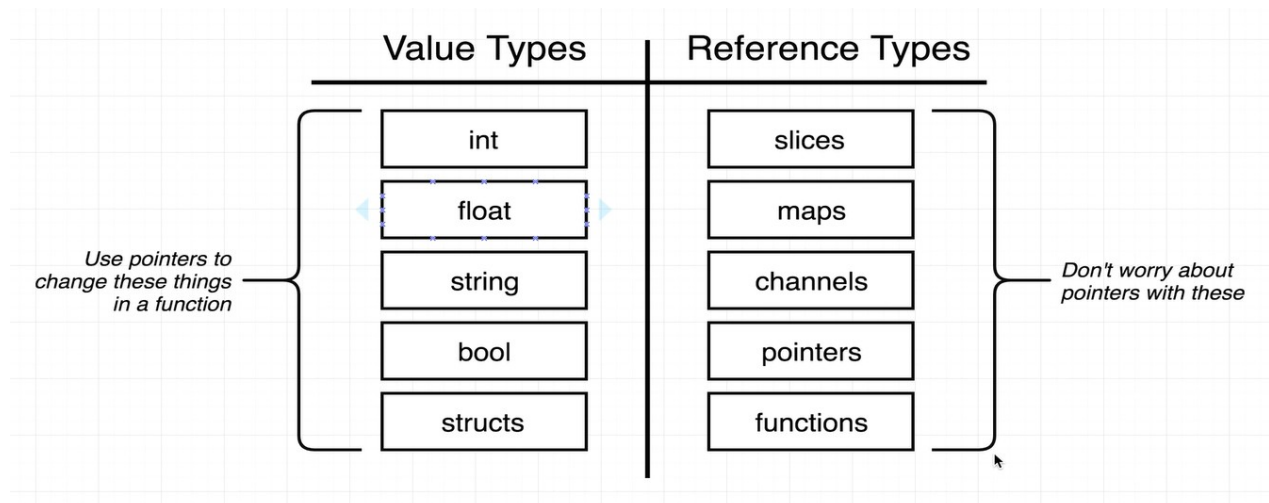 Value Types
Reference Types
int
float
string
bool
structs
slices
maps
channels
pointers
functions
Use pointers to
change these things
in a function
Don't worry about
pointers with these